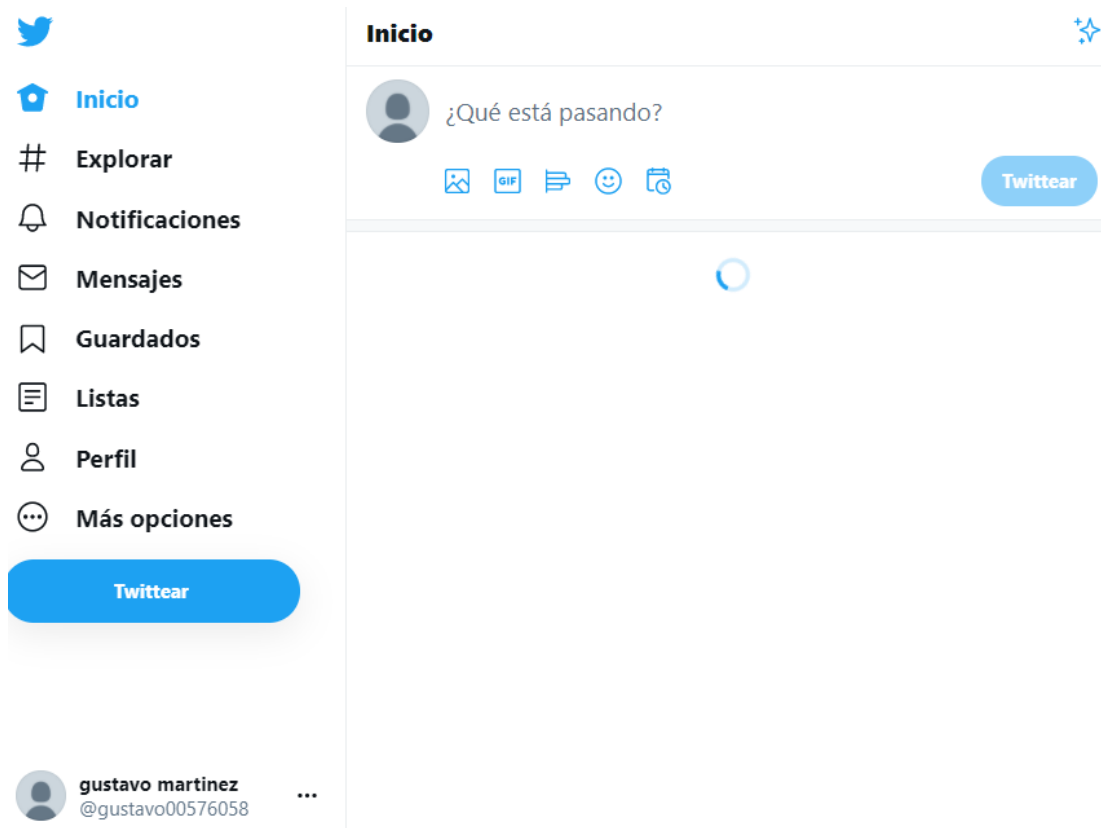 Inicio
Explorar
Notificaciones
Mensajes
Guardados
Listas
Perfil
Más opciones
Twittear
gustavo martinez
@gustavo00576058
Inicio
¿Qué está pasando?
GIF
Twittear